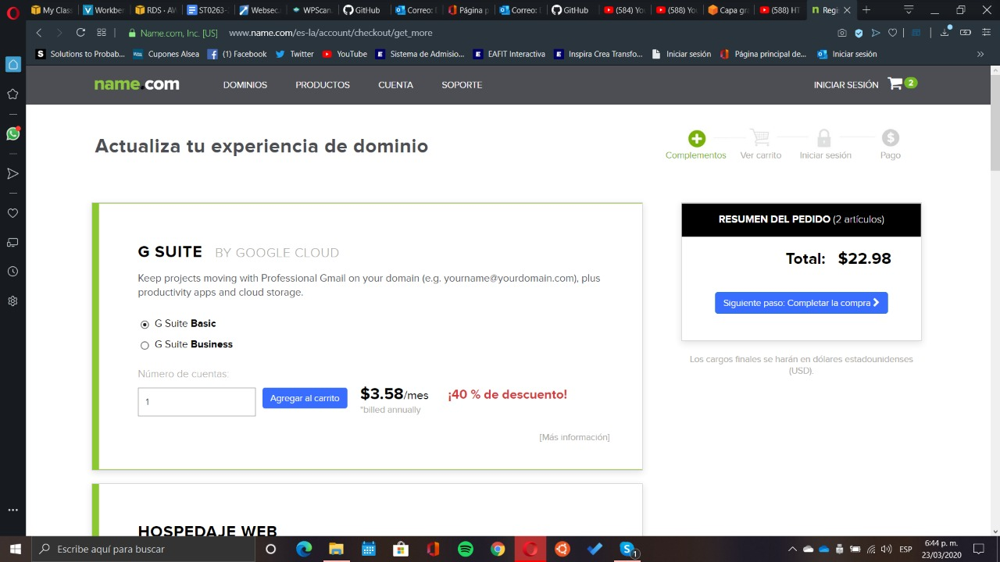 My Class
Workber
RDS - AW
ST0263-
Websec
WPScan
GitHub
Correo: D
Página p
Correo: D
GitHub
(584) You
(588) You
Capa gr
(588) HT
Regis
Name.com, Inc. [US]
www.name.com/es-la/account/checkout/get_more
Solutions to Probab...
Cupones Alsea
(1) Facebook
Twitter
YouTube
Sistema de Admisio...
EAFIT Interactiva
Inspira Crea Transfo...
Iniciar sesión
Página principal de...
Iniciar sesión
name.com
DOMINIOS
PRODUCTOS
CUENTA
SOPORTE
INICIAR SESIÓN
2
Actualiza tu experiencia de dominio
Complementos
Ver carrito
Iniciar sesión
Pago
G SUITE BY GOOGLE CLOUD
Keep projects moving with Professional Gmail on your domain (e.g. yourname@yourdomain.com), plus
productivity apps and cloud storage.
G Suite Basic
G Suite Business
Número de cuentas:
1
Agregar al carrito
$3.58/mes
*billed annually
¡40 % de descuento!
[Más información]
RESUMEN DEL PEDIDO (2 artículos)
Total: $22.98
Siguiente paso: Completar la compra
Los cargos finales se harán en dólares estadounidenses
(USD).
HOSPEDAJE WEB
Escribe aquí para buscar
1
ESP
6:44 p. m.
23/03/2020